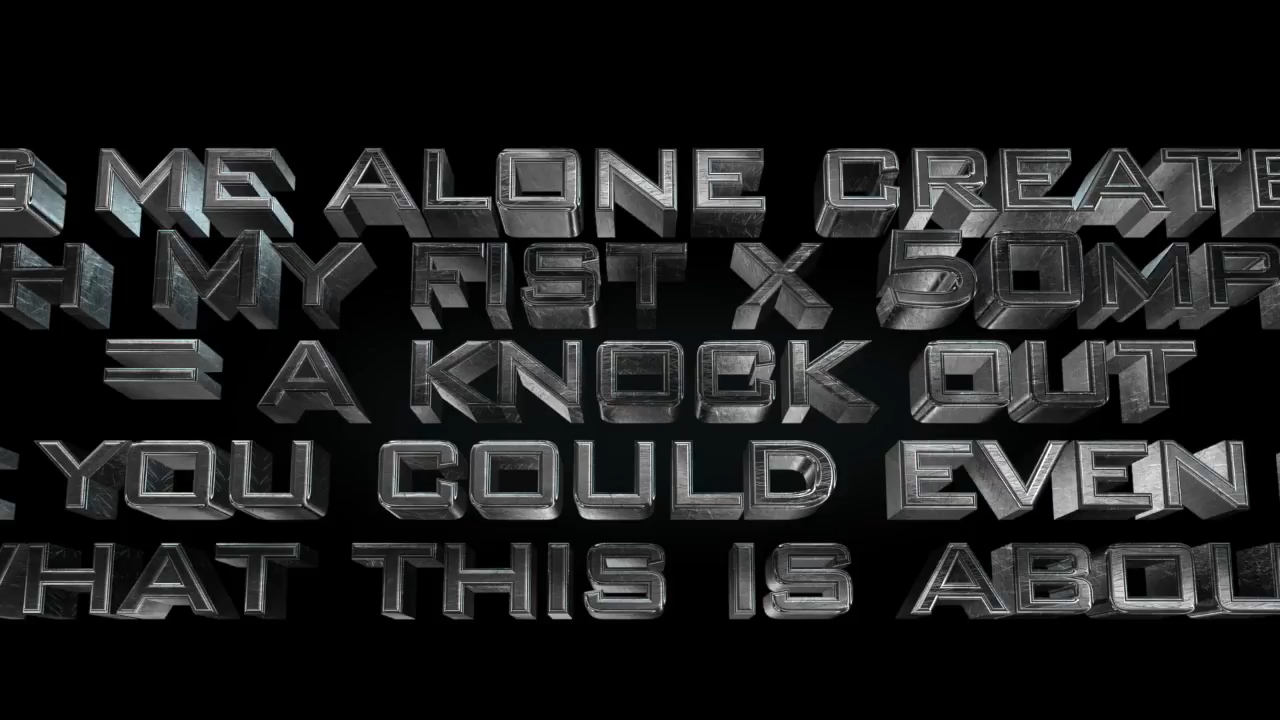 ME ALONE CREATE
MY FIST X 50MP
= A KNOCK OUT
YOU COULD EVEN
WHAT THIS IS ABOU